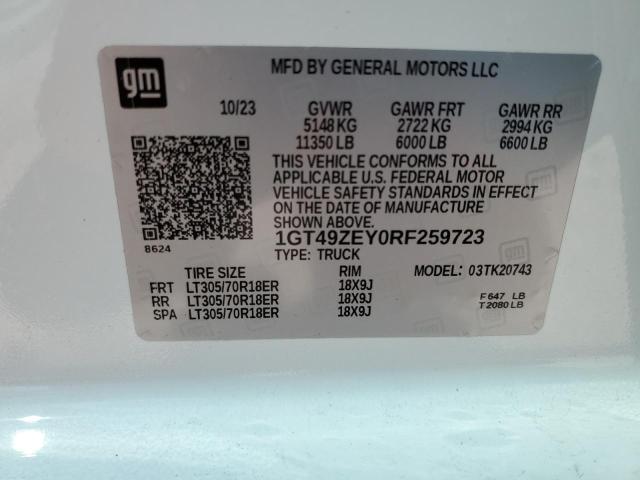 gm
MFD BY GENERAL MOTORS LLC
10/23 GVWR GAWR FRT GAWR RR
5148 KG 2722 KG 2994 KG
11350 LB 6000 LB 6600 LB
THIS VEHICLE CONFORMS TO ALL
APPLICABLE U.S. FEDERAL MOTOR
VEHICLE SAFETY STANDARDS IN EFFECT
ON THE DATE OF MANUFACTURE
SHOWN ABOVE.
8624
1GT49ZEY0RF259723
TYPE: TRUCK MODEL: 03TK20743
TIRE SIZE RIM
FRT LT305/70R18ER 18X9J
RR LT305/70R18ER 18X9J
SPA LT305/70R18ER 18X9J
F 647 LB
T 2080 LB